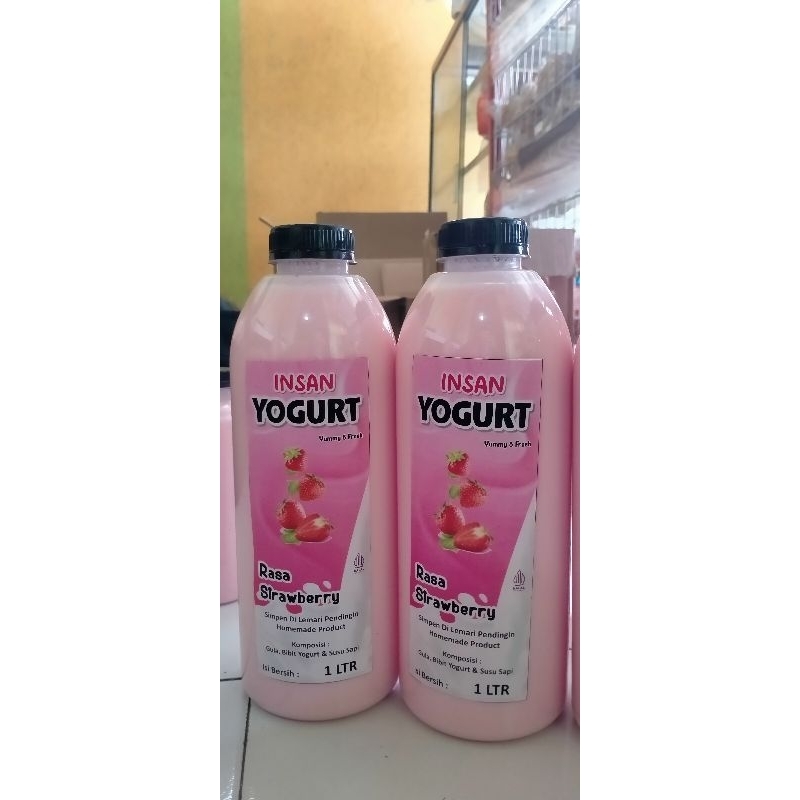 INSAN
YOGURT
Yummy & Fresh
Rasa
Strawberry
Simpen Di Lemari Pendingin
Homemade Product
Komposisi :
Gula, Bibit Yogurt & Susu Sapi
Isi Bersih : 1 LTR
INSAN
YOGURT
Yummy & Fresh
Rasa
Strawberry
Simpen Di Lemari Pendingin
Homemade Product
Komposisi :
Gula, Bibit Yogurt & Susu Sapi
Isi Bersih : 1 LTR